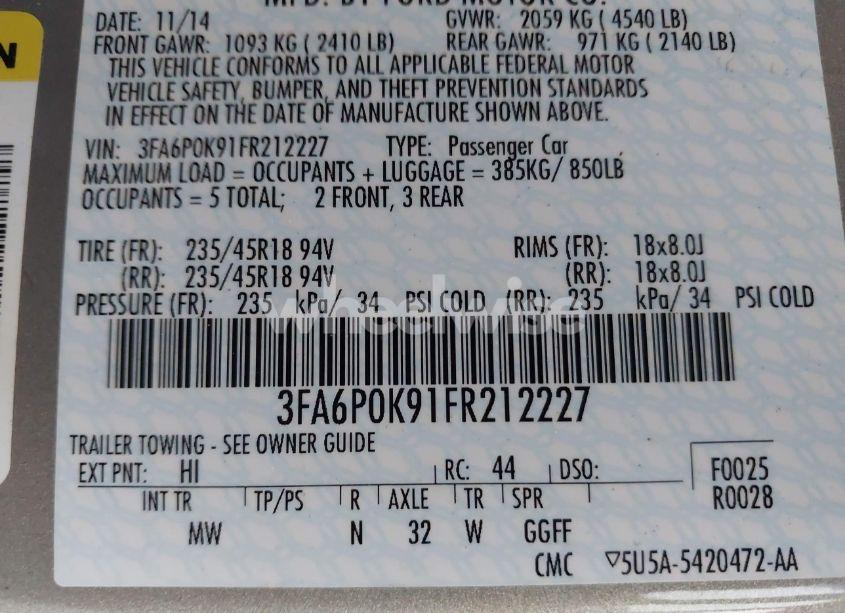 MFD. BY FORD MOTOR CO.
DATE: 11/14 GVWR: 2059 KG ( 4540 LB)
FRONT GAWR: 1093 KG ( 2410 LB) REAR GAWR: 971 KG ( 2140 LB)
THIS VEHICLE CONFORMS TO ALL APPLICABLE FEDERAL MOTOR
VEHICLE SAFETY, BUMPER, AND THEFT PREVENTION STANDARDS
IN EFFECT ON THE DATE OF MANUFACTURE SHOWN ABOVE.
VIN: 3FA6P0K91FR212227 TYPE: Passenger Car
MAXIMUM LOAD = OCCUPANTS + LUGGAGE = 385KG/ 850LB
OCCUPANTS = 5 TOTAL; 2 FRONT, 3 REAR
TIRE (FR): 235/45R18 94V RIMS (FR): 18x8.0J
(RR): 235/45R18 94V (RR): 18x8.0J
PRESSURE (FR): 235 kPa/ 34 PSI COLD (RR): 235 kPa/ 34 PSI COLD
wheelwise
3FA6P0K91FR212227
TRAILER TOWING - SEE OWNER GUIDE
EXT PNT: HI RC: 44 DSO: F0025
INT TR TP/PS R AXLE TR SPR R0028
MW N 32 W GGFF
CMC ▽5U5A-5420472-AA
N